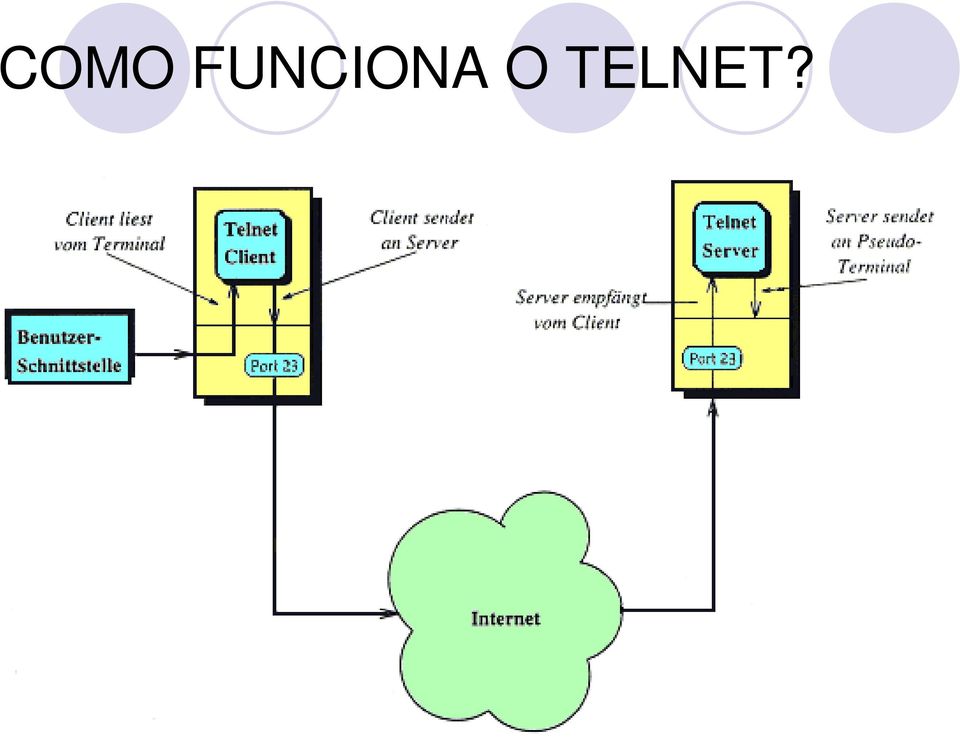 COMO FUNCIONA O TELNET?
Client liest
vom Terminal
Telnet
Client
Client sendet
an Server
Telnet
Server
Server sendet
an Pseudo-
Terminal
Server empfängt
vom Client
Benutzer-
Schnittstelle
Port 23
Port 23
Internet